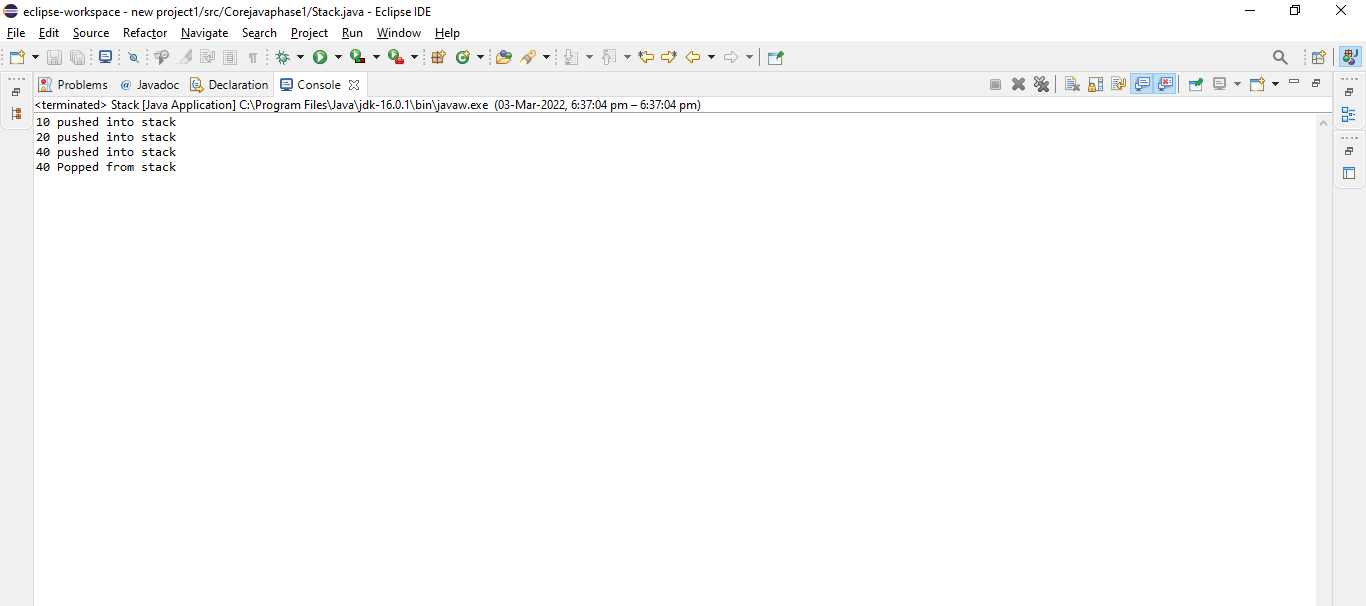 eclipse-workspace - new project1/src/Corejavaphase1/Stack.java - Eclipse IDE
File Edit Source Refactor Navigate Search Project Run Window Help
Problems @ Javadoc Declaration Console
<terminated> Stack [Java Application] C:\Program Files\Java\jdk-16.0.1\bin\javaw.exe (03-Mar-2022, 6:37:04 pm – 6:37:04 pm)
10 pushed into stack
20 pushed into stack
40 pushed into stack
40 Popped from stack